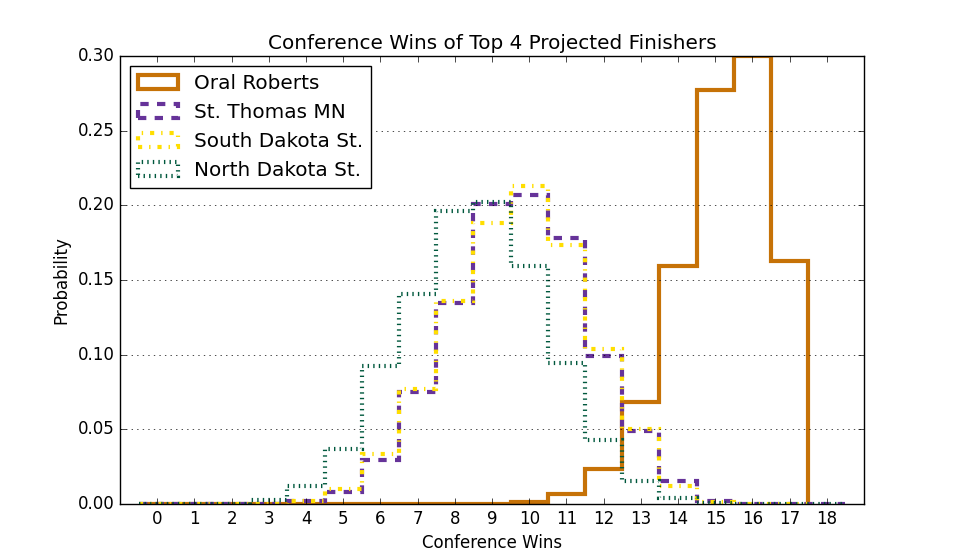 Conference Wins of Top 4 Projected Finishers
0.30
0.25
0.20
0.15
0.10
0.05
0.00
Probability
Oral Roberts
St. Thomas MN
South Dakota St.
North Dakota St.
0 1 2 3 4 5 6 7 8 9 10 11 12 13 14 15 16 17 18
Conference Wins